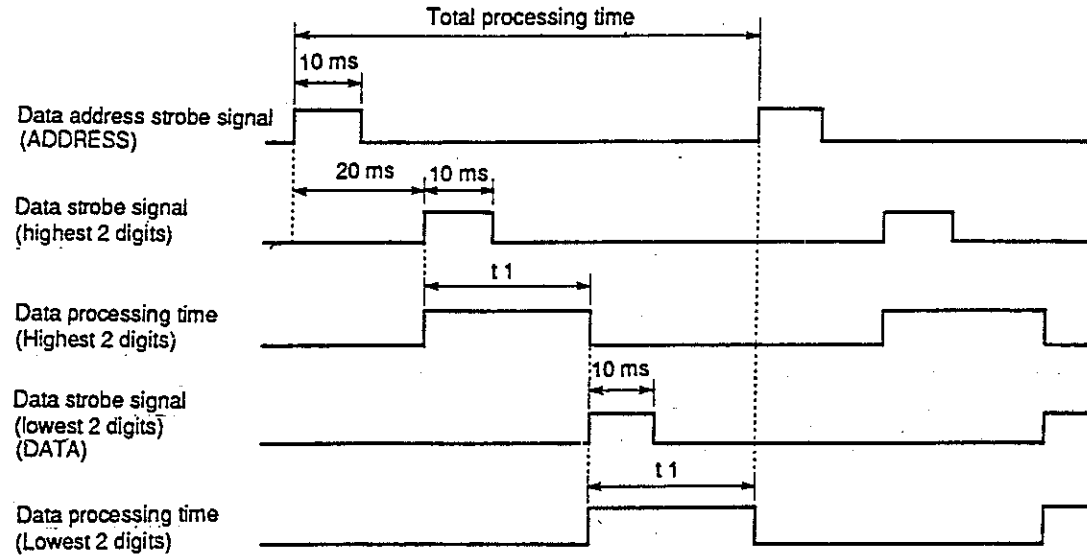 Total processing time
10 ms
Data address strobe signal
(ADDRESS)
20 ms
10 ms
Data strobe signal
(highest 2 digits)
t 1
Data processing time
(Highest 2 digits)
10 ms
Data strobe signal
(lowest 2 digits)
(DATA)
t 1
Data processing time
(Lowest 2 digits)